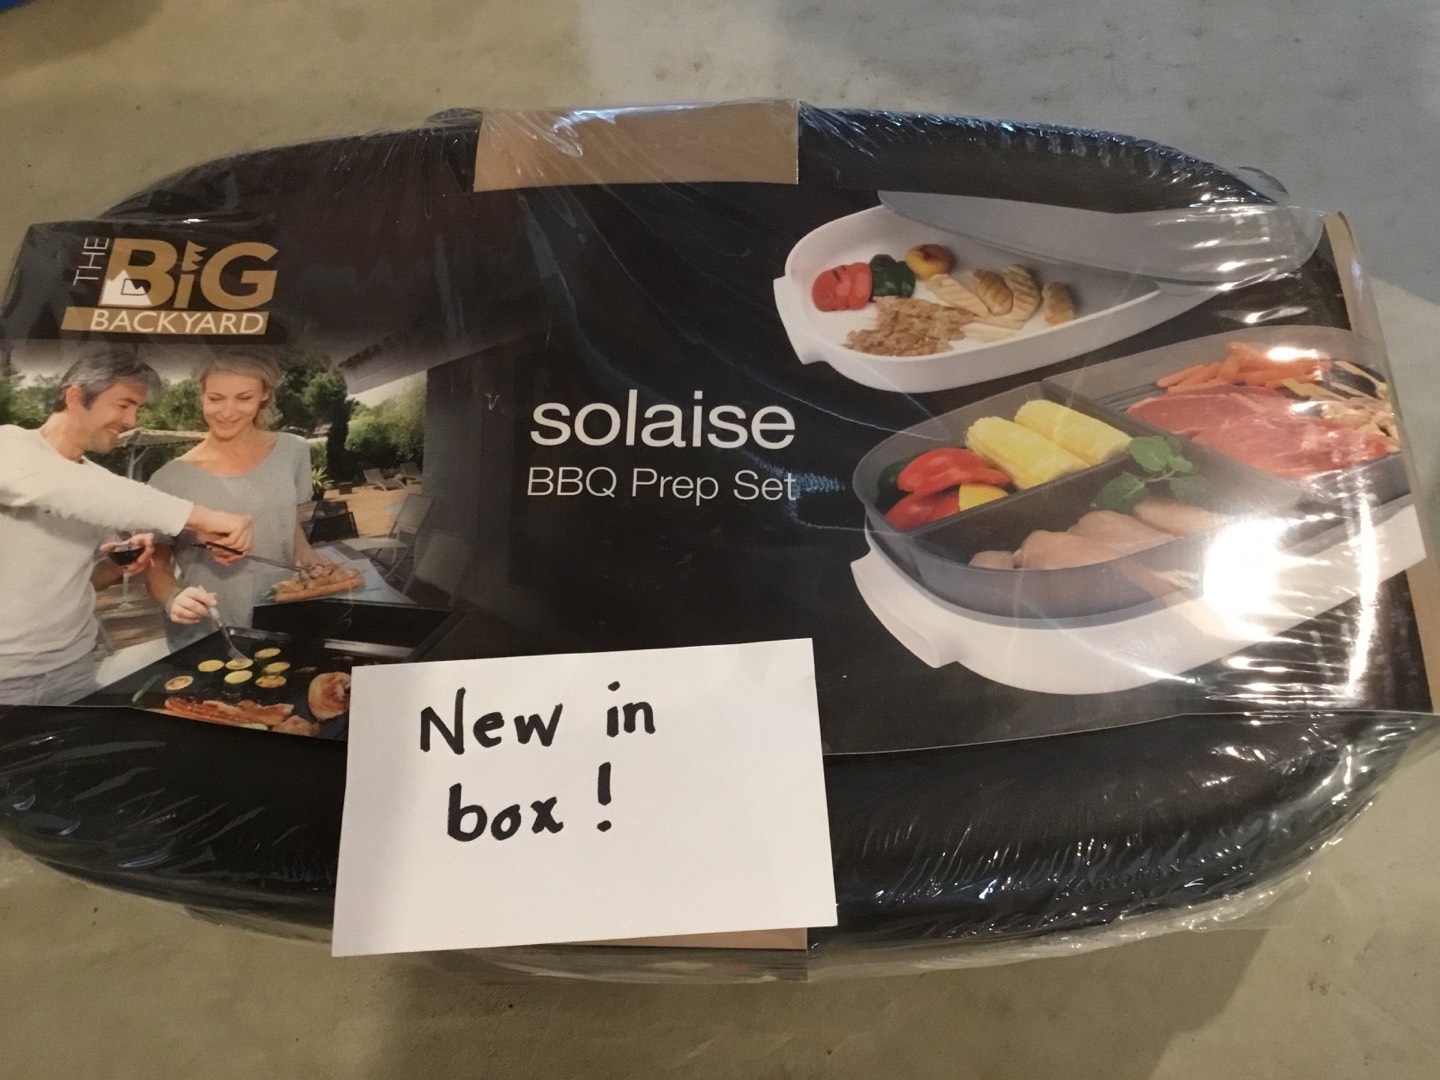 THE
BiG
BACKYARD
solaise
BBQ Prep Set
New in
box !